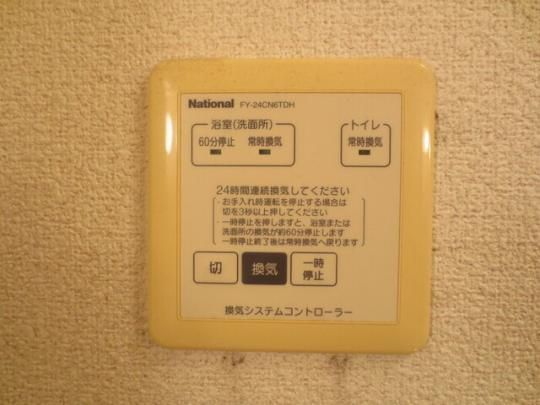 National FY-24CN6TDH
浴室(洗面所) トイレ
60分停止 常時換気 常時換気
24時間連続換気してください
・お手入れ時運転を停止する場合は
切を3秒以上押してください
・一時停止を押しますと、浴室または
洗面所の換気が約60分停止します
一時停止終了後は常時換気へ戻ります
切 換気 一時停止
換気システムコントローラー